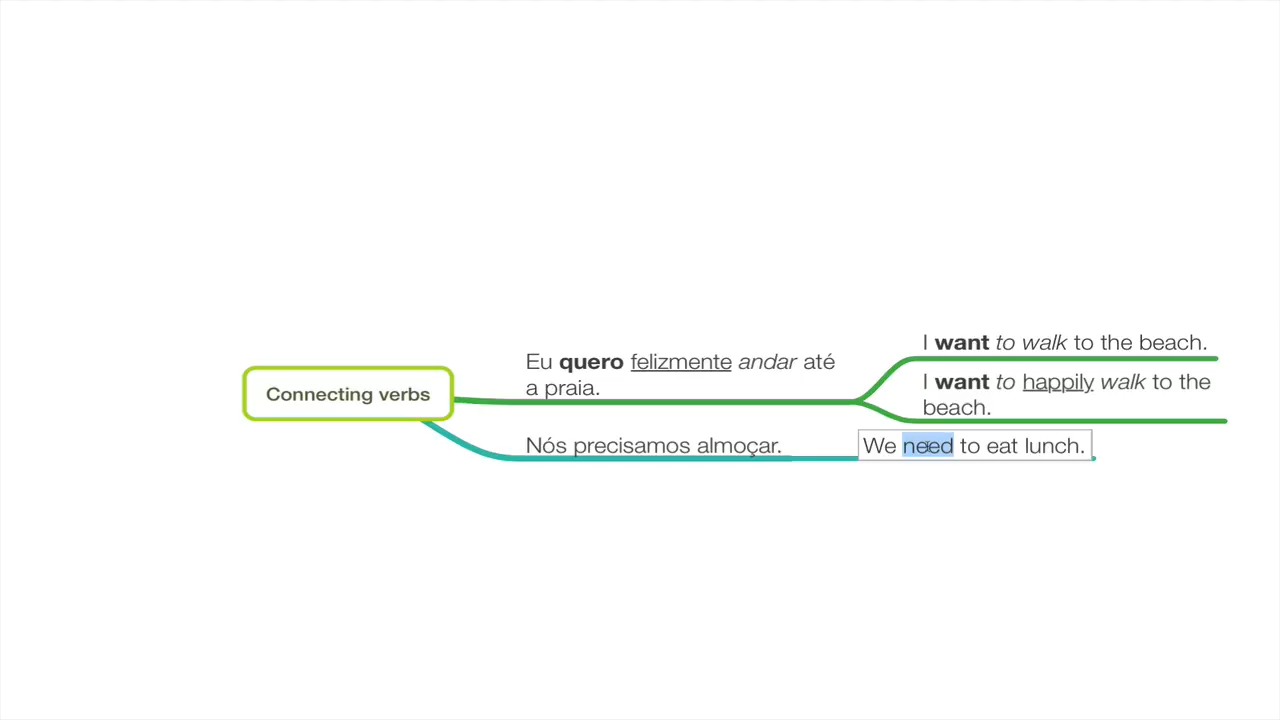 Connecting verbs
Eu quero felizmente andar até
a praia.
I want to walk to the beach.
I want to happily walk to the
beach.
Nós precisamos almoçar.
We need to eat lunch.